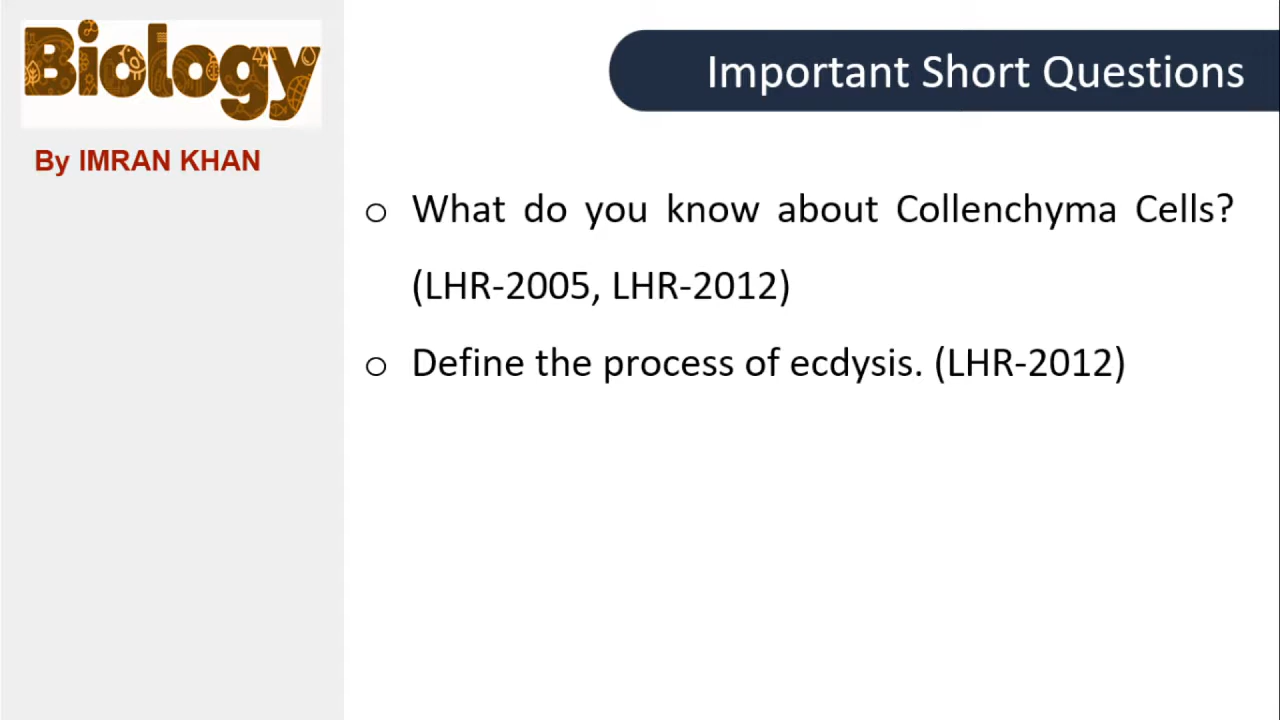 Biology
By IMRAN KHAN
Important Short Questions
o What do you know about Collenchyma Cells?
(LHR-2005, LHR-2012)
o Define the process of ecdysis. (LHR-2012)